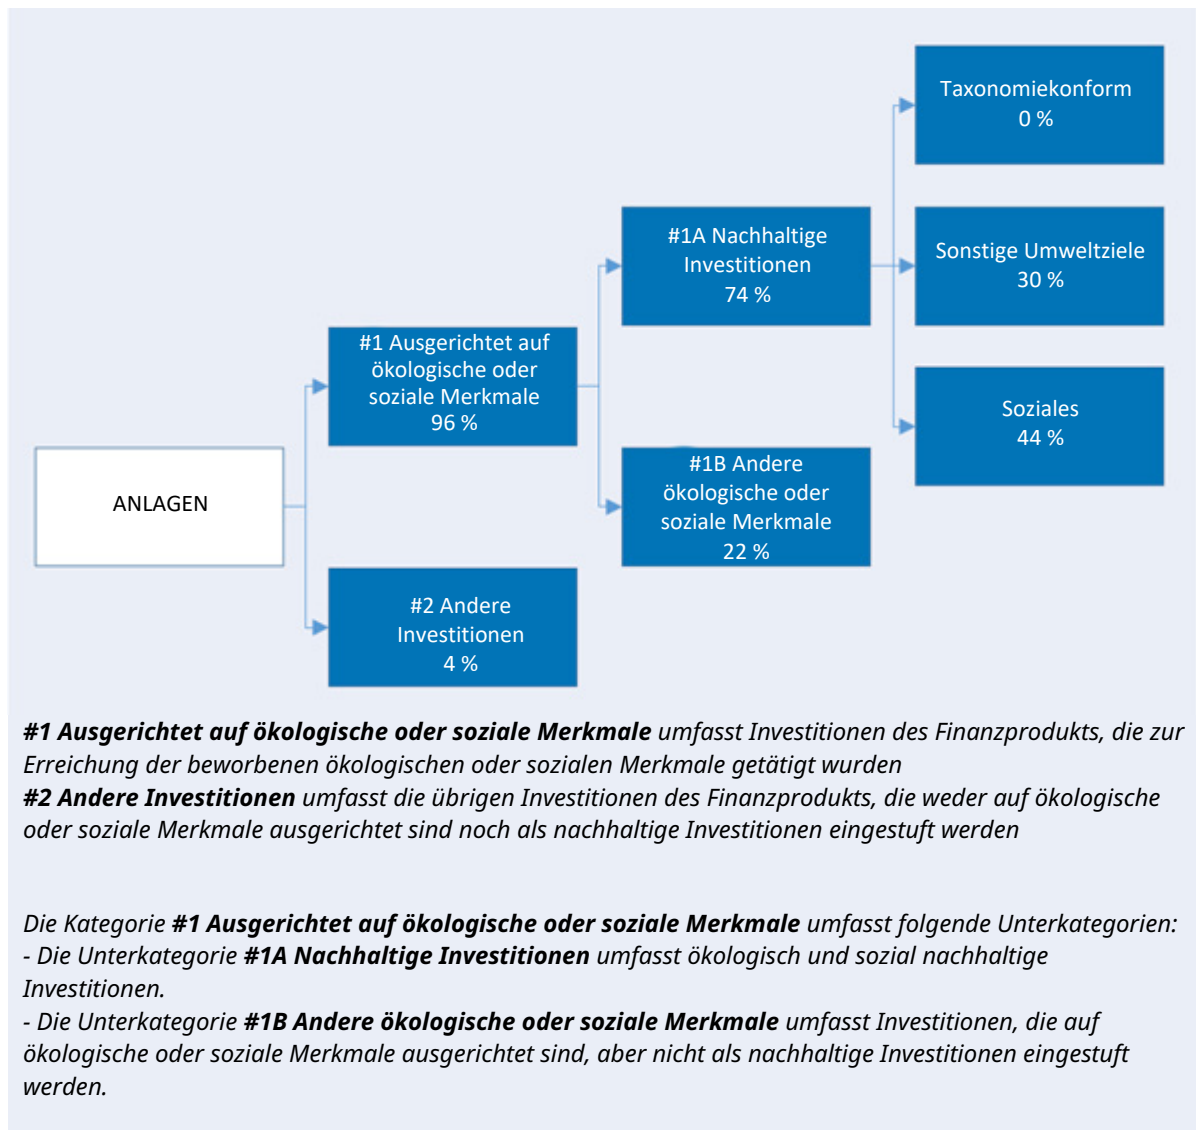 Taxonomiekonform
0 %
#1A Nachhaltige
Investitionen
74 %
Sonstige Umweltziele
30 %
#1 Ausgerichtet auf
ökologische oder
soziale Merkmale
96 %
Soziales
44 %
ANLAGEN
#1B Andere
ökologische oder
soziale Merkmale
22 %
#2 Andere
Investitionen
4 %
#1 Ausgerichtet auf ökologische oder soziale Merkmale umfasst Investitionen des Finanzprodukts, die zur
Erreichung der beworbenen ökologischen oder sozialen Merkmale getätigt wurden
#2 Andere Investitionen umfasst die übrigen Investitionen des Finanzprodukts, die weder auf ökologische
oder soziale Merkmale ausgerichtet sind noch als nachhaltige Investitionen eingestuft werden
Die Kategorie #1 Ausgerichtet auf ökologische oder soziale Merkmale umfasst folgende Unterkategorien:
- Die Unterkategorie #1A Nachhaltige Investitionen umfasst ökologisch und sozial nachhaltige
Investitionen.
- Die Unterkategorie #1B Andere ökologische oder soziale Merkmale umfasst Investitionen, die auf
ökologische oder soziale Merkmale ausgerichtet sind, aber nicht als nachhaltige Investitionen eingestuft
werden.